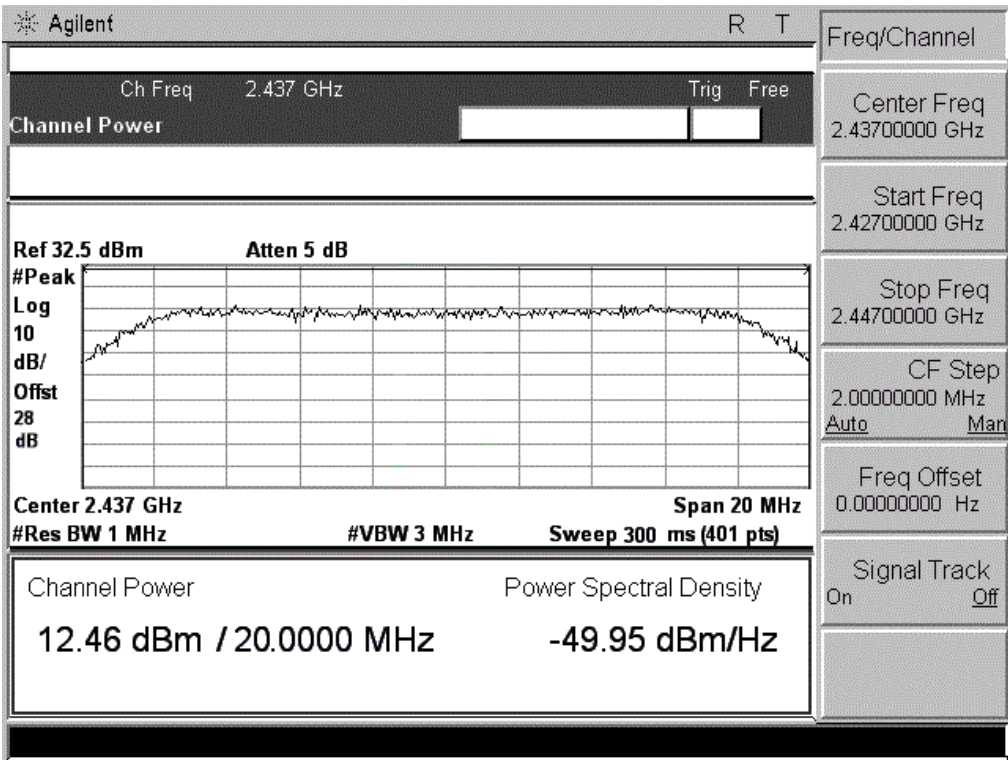 Agilent
R T
Ch Freq 2.437 GHz Trig Free
Channel Power
Ref 32.5 dBm Atten 5 dB
#Peak
Log
10
dB/
Offst
28
dB
Center 2.437 GHz Span 20 MHz
#Res BW 1 MHz #VBW 3 MHz Sweep 300 ms (401 pts)
Channel Power Power Spectral Density
12.46 dBm / 20.0000 MHz -49.95 dBm/Hz
Freq/Channel
Center Freq
2.43700000 GHz
Start Freq
2.42700000 GHz
Stop Freq
2.44700000 GHz
CF Step
2.00000000 MHz
Auto Man
Freq Offset
0.00000000 Hz
Signal Track
On Off